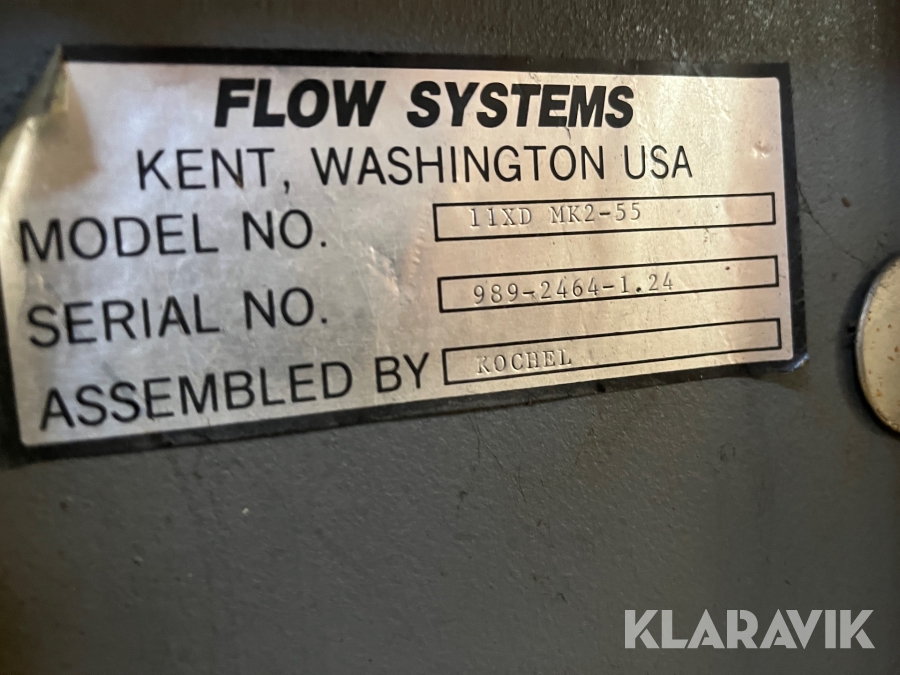 FLOW SYSTEMS
KENT, WASHINGTON USA
MODEL NO. 11XD MK2-55
SERIAL NO. 989-2464-1.24
ASSEMBLED BY KOCHEL
KLARAVIK